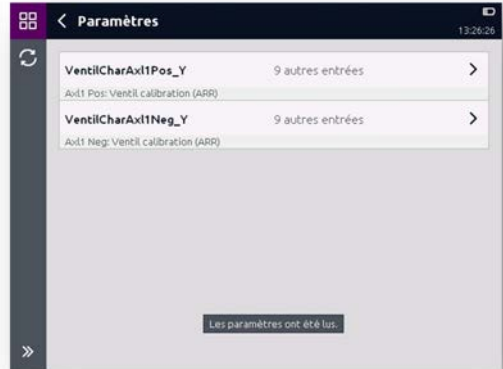 Paramètres
13:26:26
VentilCharAxl1Pos_Y 9 autres entrées
Axl1 Pos: Ventil calibration (ARR)
VentilCharAxl1Neg_Y 9 autres entrées
Axl1 Neg: Ventil calibration (ARR)
Les paramètres ont été lus.